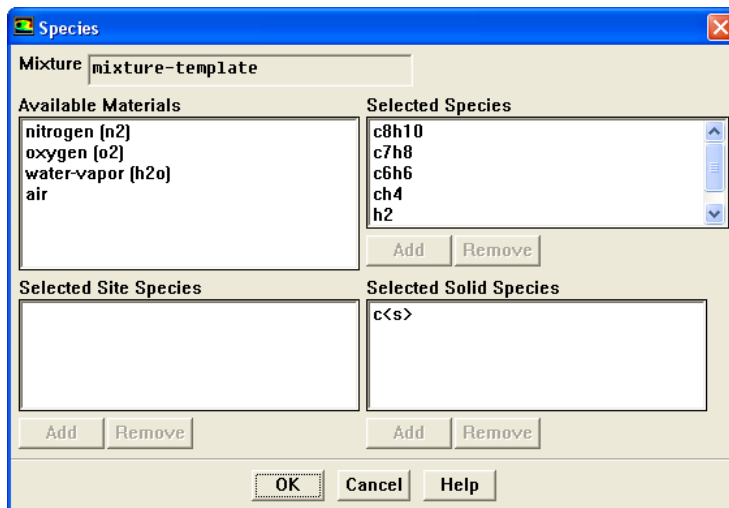 Species
Mixture mixture-template
Available Materials
nitrogen (n2)
oxygen (o2)
water-vapor (h2o)
air
Selected Species
c8h10
c7h8
c6h6
ch4
h2
Add Remove
Selected Site Species
Add Remove
Selected Solid Species
c<s>
Add Remove
OK Cancel Help